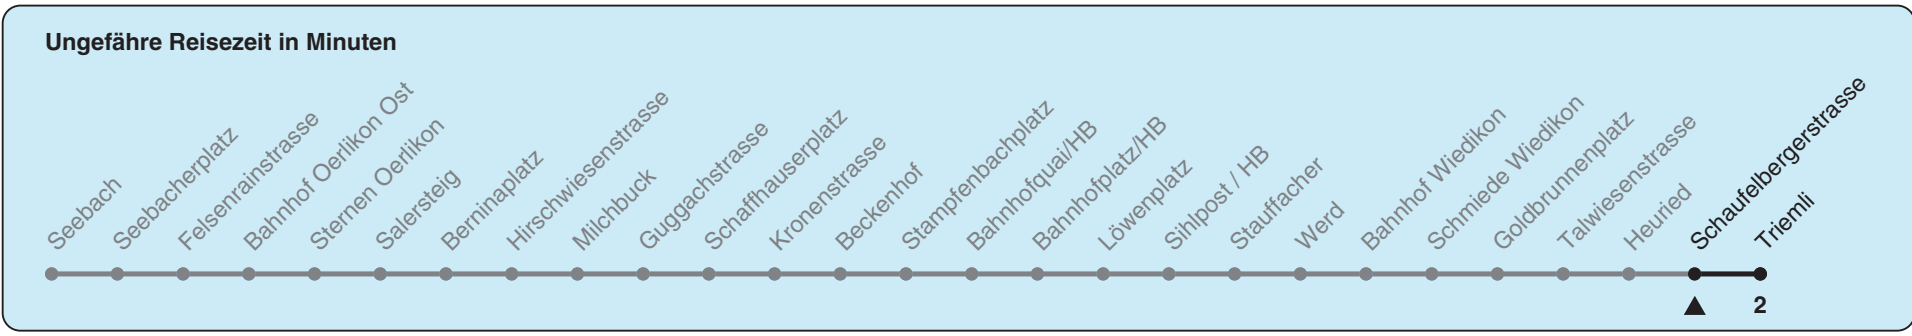 Ungefähre Reisezeit in Minuten
Seebach
Seebacherplatz
Felsenrainstrasse
Bahnhof Oerlikon Ost
Sternen Oerlikon
Salersteig
Berninaplatz
Hirschwiesenstrasse
Milchbuck
Guggachstrasse
Schaffhauserplatz
Kronenstrasse
Beckenhof
Stampfenbachplatz
Bahnhofquai/HB
Bahnhofplatz/HB
Löwenplatz
Sihlpost / HB
Stauffacher
Werd
Bahnhof Wiedikon
Schmiede Wiedikon
Goldbrunnenplatz
Talwiesenstrasse
Heuried
Schaufelbergerstrasse
Triemli
2